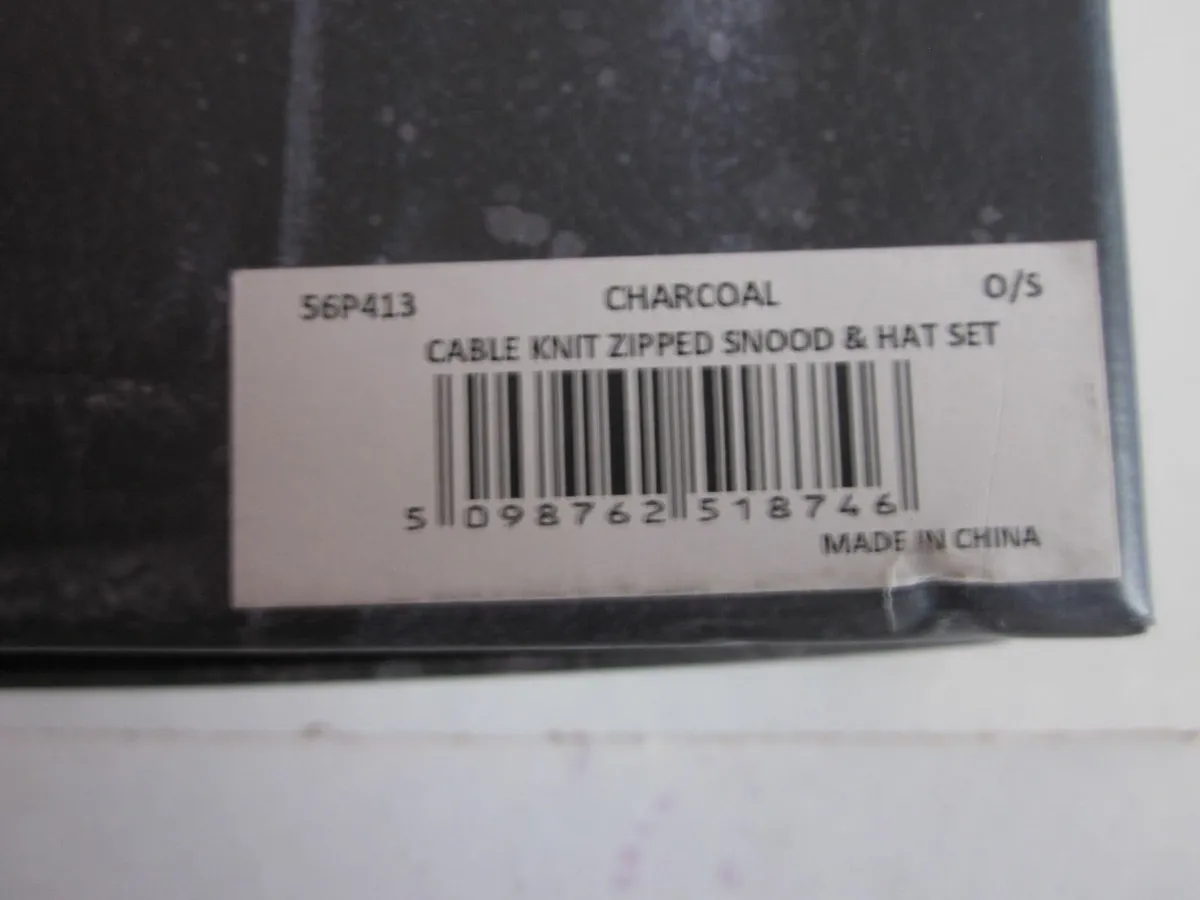 56P413 CHARCOAL O/S
CABLE KNIT ZIPPED SNOOD & HAT SET
5 098762 518746
MADE IN CHINA